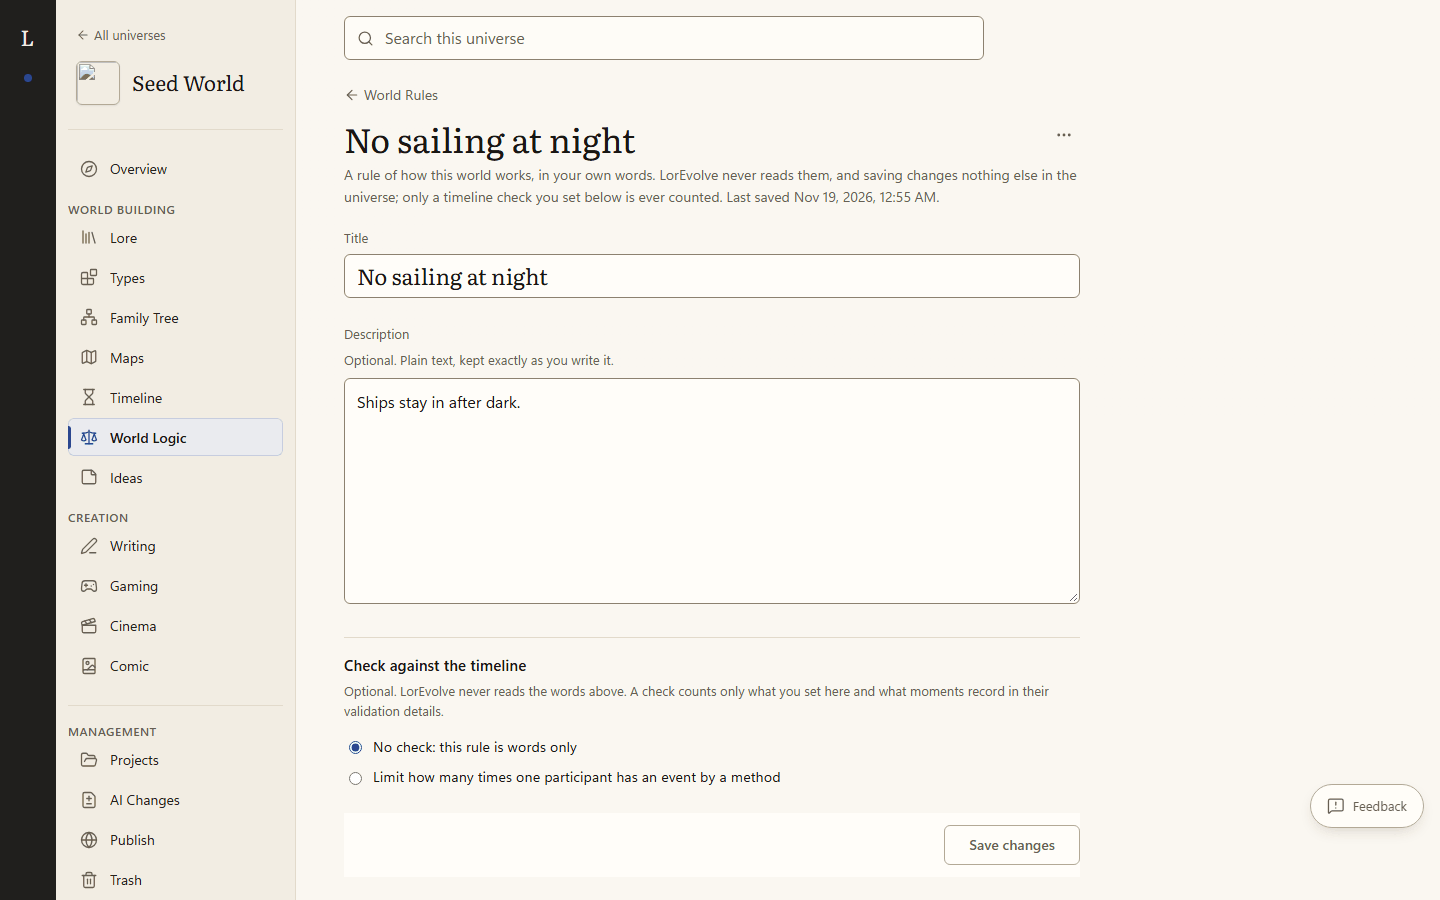 L
All universes
Seed World
Overview
WORLD BUILDING
Lore
Types
Family Tree
Maps
Timeline
World Logic
Ideas
CREATION
Writing
Gaming
Cinema
Comic
MANAGEMENT
Projects
AI Changes
Publish
Trash
Search this universe
World Rules
No sailing at night
A rule of how this world works, in your own words. LorEvolve never reads them, and saving changes nothing else in the
universe; only a timeline check you set below is ever counted. Last saved Nov 19, 2026, 12:55 AM.
Title
No sailing at night
Description
Optional. Plain text, kept exactly as you write it.
Ships stay in after dark.
Check against the timeline
Optional. LorEvolve never reads the words above. A check counts only what you set here and what moments record in their
validation details.
No check: this rule is words only
Limit how many times one participant has an event by a method
Save changes
Feedback